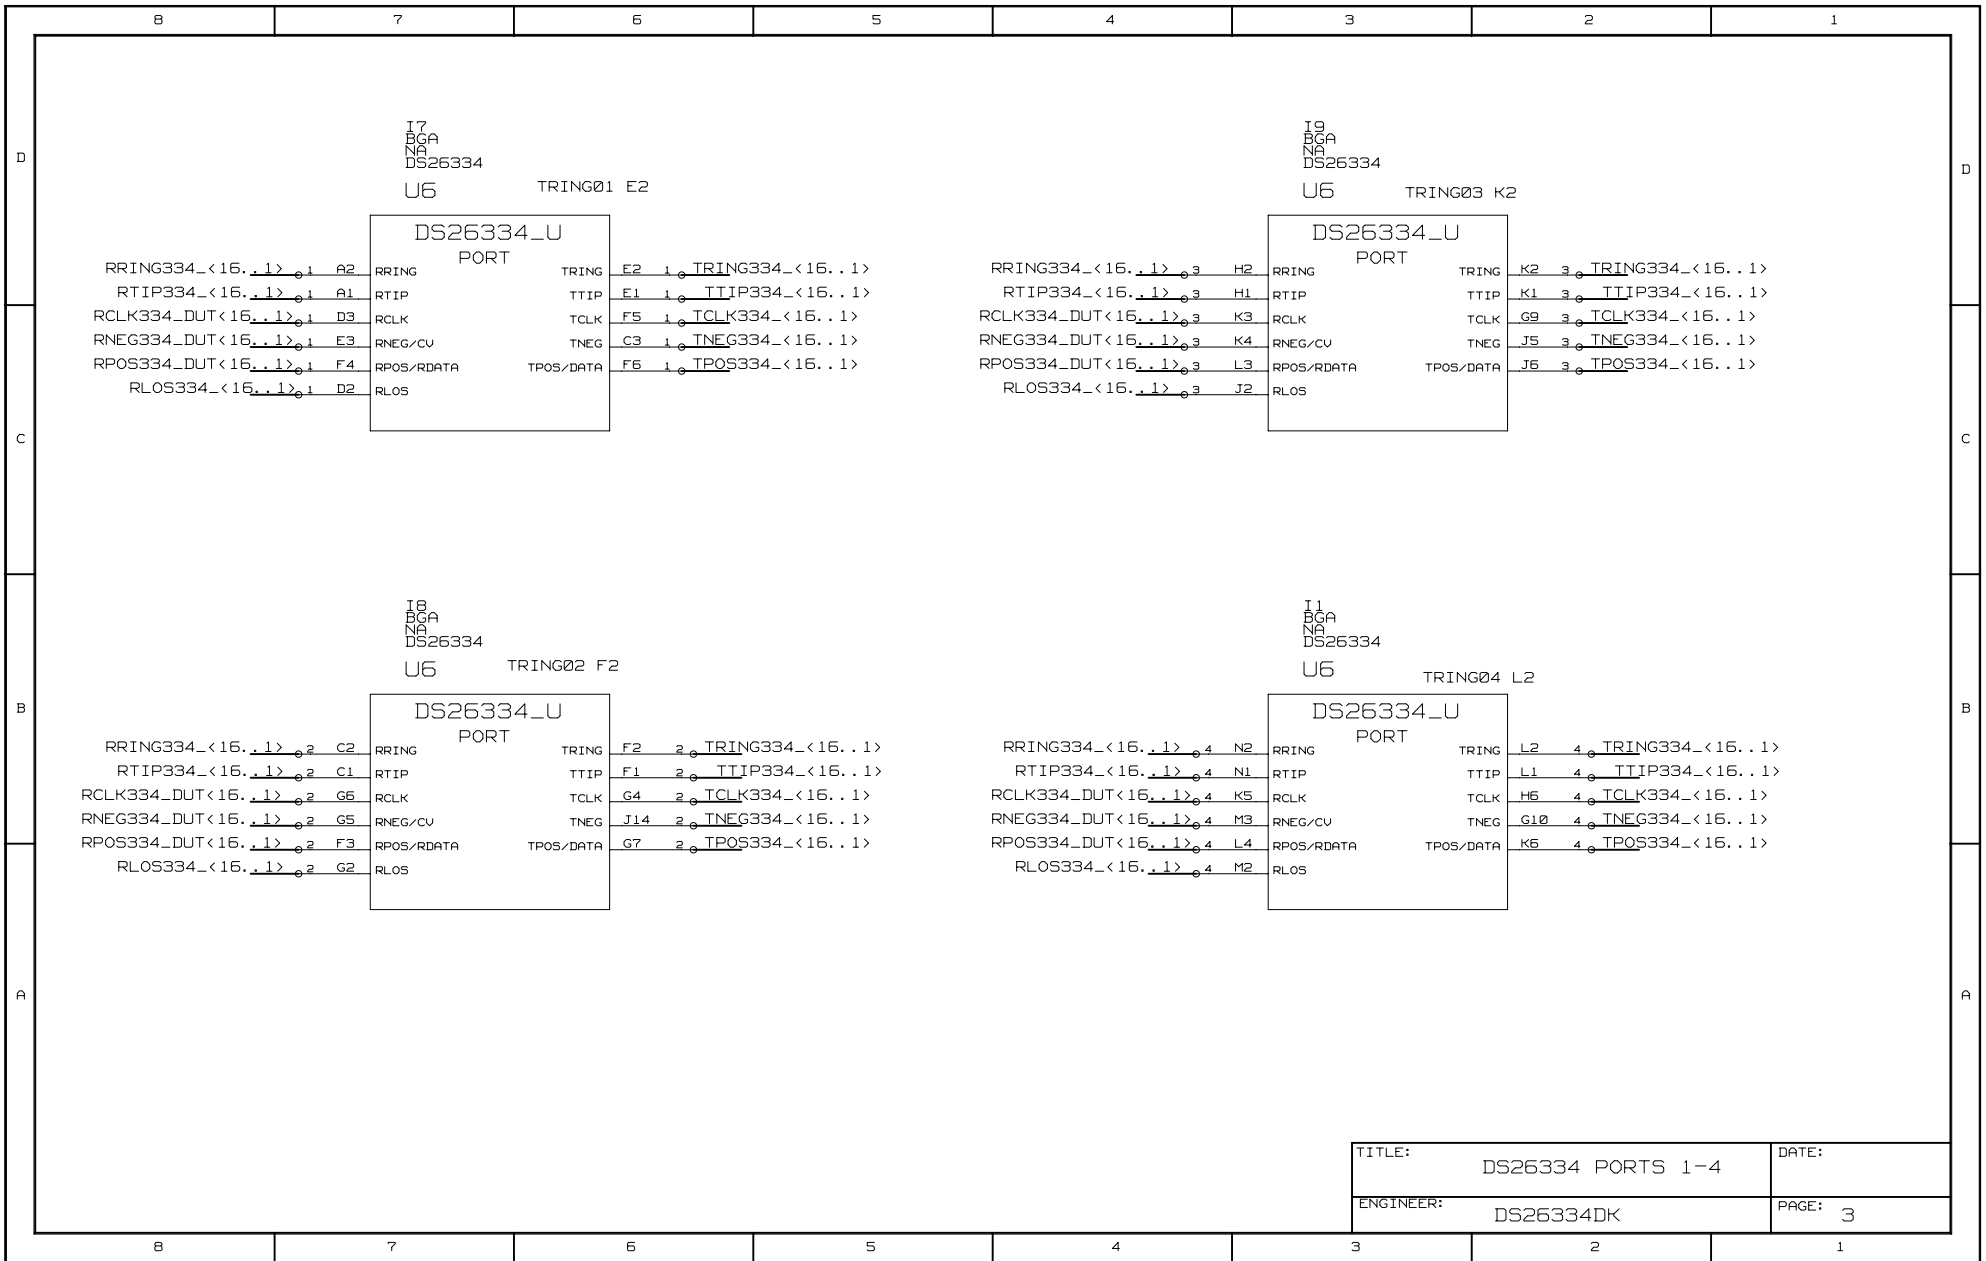 8 7 6 5 4 3 2 1
D
D
I7
BGA
NA
DS26334
U6
TRING01 E2
DS26334_U
PORT
RRING334_<16..1> 1 A2 RRING
TRING E2 1 TRING334_<16..1>
RTIP334_<16..1> 1 A1 RTIP
TTIP E1 1 TTIP334_<16..1>
RCLK334_DUT<16..1> 1 D3 RCLK
TCLK F5 1 TCLK334_<16..1>
RNEG334_DUT<16..1> 1 E3 RNEG/CV
TNEG C3 1 TNEG334_<16..1>
RPOS334_DUT<16..1> 1 F4 RPOS/RDATA
TPOS/DATA F6 1 TPOS334_<16..1>
RLOS334_<16..1> 1 D2 RLOS
I9
BGA
NA
DS26334
U6
TRING03 K2
DS26334_U
PORT
RRING334_<16..1> 3 H2 RRING
TRING K2 3 TRING334_<16..1>
RTIP334_<16..1> 3 H1 RTIP
TTIP K1 3 TTIP334_<16..1>
RCLK334_DUT<16..1> 3 K3 RCLK
TCLK G9 3 TCLK334_<16..1>
RNEG334_DUT<16..1> 3 K4 RNEG/CV
TNEG J5 3 TNEG334_<16..1>
RPOS334_DUT<16..1> 3 L3 RPOS/RDATA
TPOS/DATA J6 3 TPOS334_<16..1>
RLOS334_<16..1> 3 J2 RLOS
C
C
I8
BGA
NA
DS26334
U6
TRING02 F2
DS26334_U
PORT
RRING334_<16..1> 2 C2 RRING
TRING F2 2 TRING334_<16..1>
RTIP334_<16..1> 2 C1 RTIP
TTIP F1 2 TTIP334_<16..1>
RCLK334_DUT<16..1> 2 G6 RCLK
TCLK G4 2 TCLK334_<16..1>
RNEG334_DUT<16..1> 2 G5 RNEG/CV
TNEG J14 2 TNEG334_<16..1>
RPOS334_DUT<16..1> 2 F3 RPOS/RDATA
TPOS/DATA G7 2 TPOS334_<16..1>
RLOS334_<16..1> 2 G2 RLOS
I1
BGA
NA
DS26334
U6
TRING04 L2
DS26334_U
PORT
RRING334_<16..1> 4 N2 RRING
TRING L2 4 TRING334_<16..1>
RTIP334_<16..1> 4 N1 RTIP
TTIP L1 4 TTIP334_<16..1>
RCLK334_DUT<16..1> 4 K5 RCLK
TCLK H6 4 TCLK334_<16..1>
RNEG334_DUT<16..1> 4 M3 RNEG/CV
TNEG G10 4 TNEG334_<16..1>
RPOS334_DUT<16..1> 4 L4 RPOS/RDATA
TPOS/DATA K6 4 TPOS334_<16..1>
RLOS334_<16..1> 4 M2 RLOS
B
B
A
A
TITLE: DS26334 PORTS 1-4
DATE:
ENGINEER: DS26334DK
PAGE: 3
8 7 6 5 4 3 2 1